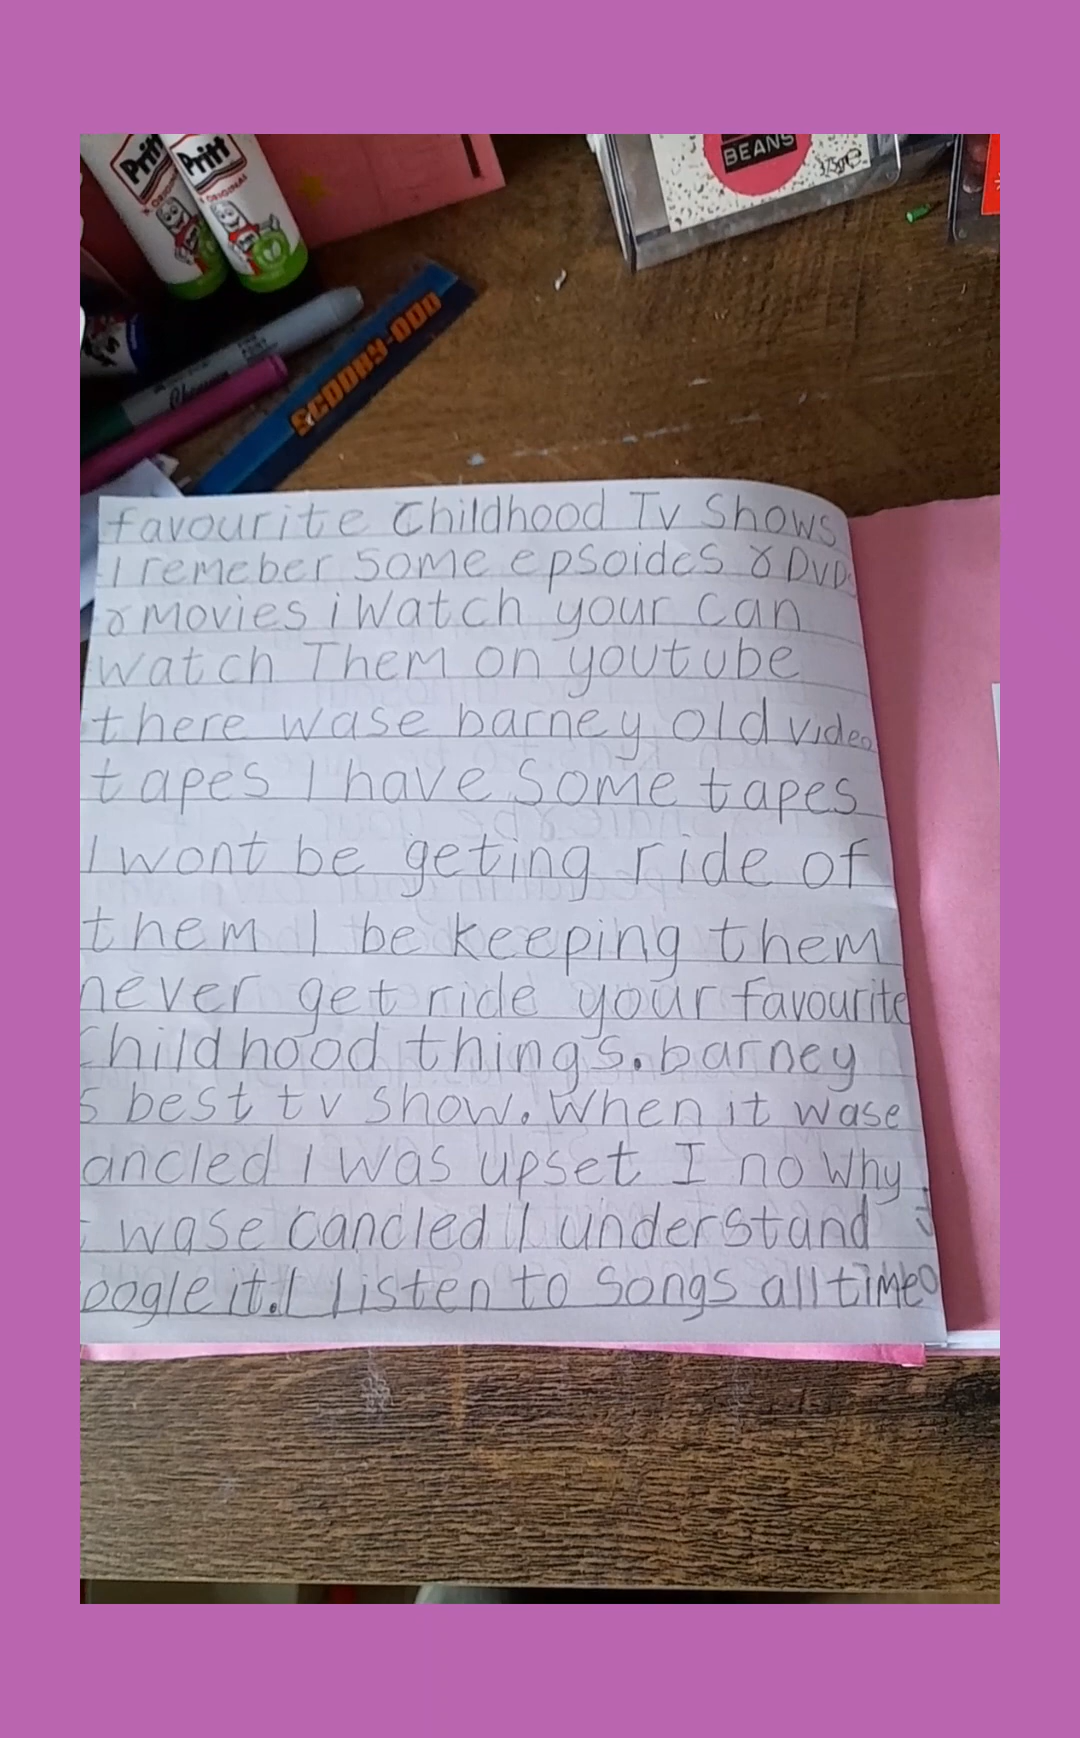 Pritt
ORIGINAL
Pritt
ORIGINAL
BEANS
375g e
SCOOBY-DOO
favourite Childhood Tv Shows
I remeber some epsoides & DVDs
& movies i watch your can
watch Them on youtube
there wase barney old video
tapes I have some tapes
I wont be geting ride of
them I be keeping them
never get ride your favourite
childhood things. barney
s best tv show. When it wase
ancled I was upset I no why
wase cancled I understand
oogle it. I listen to songs all time